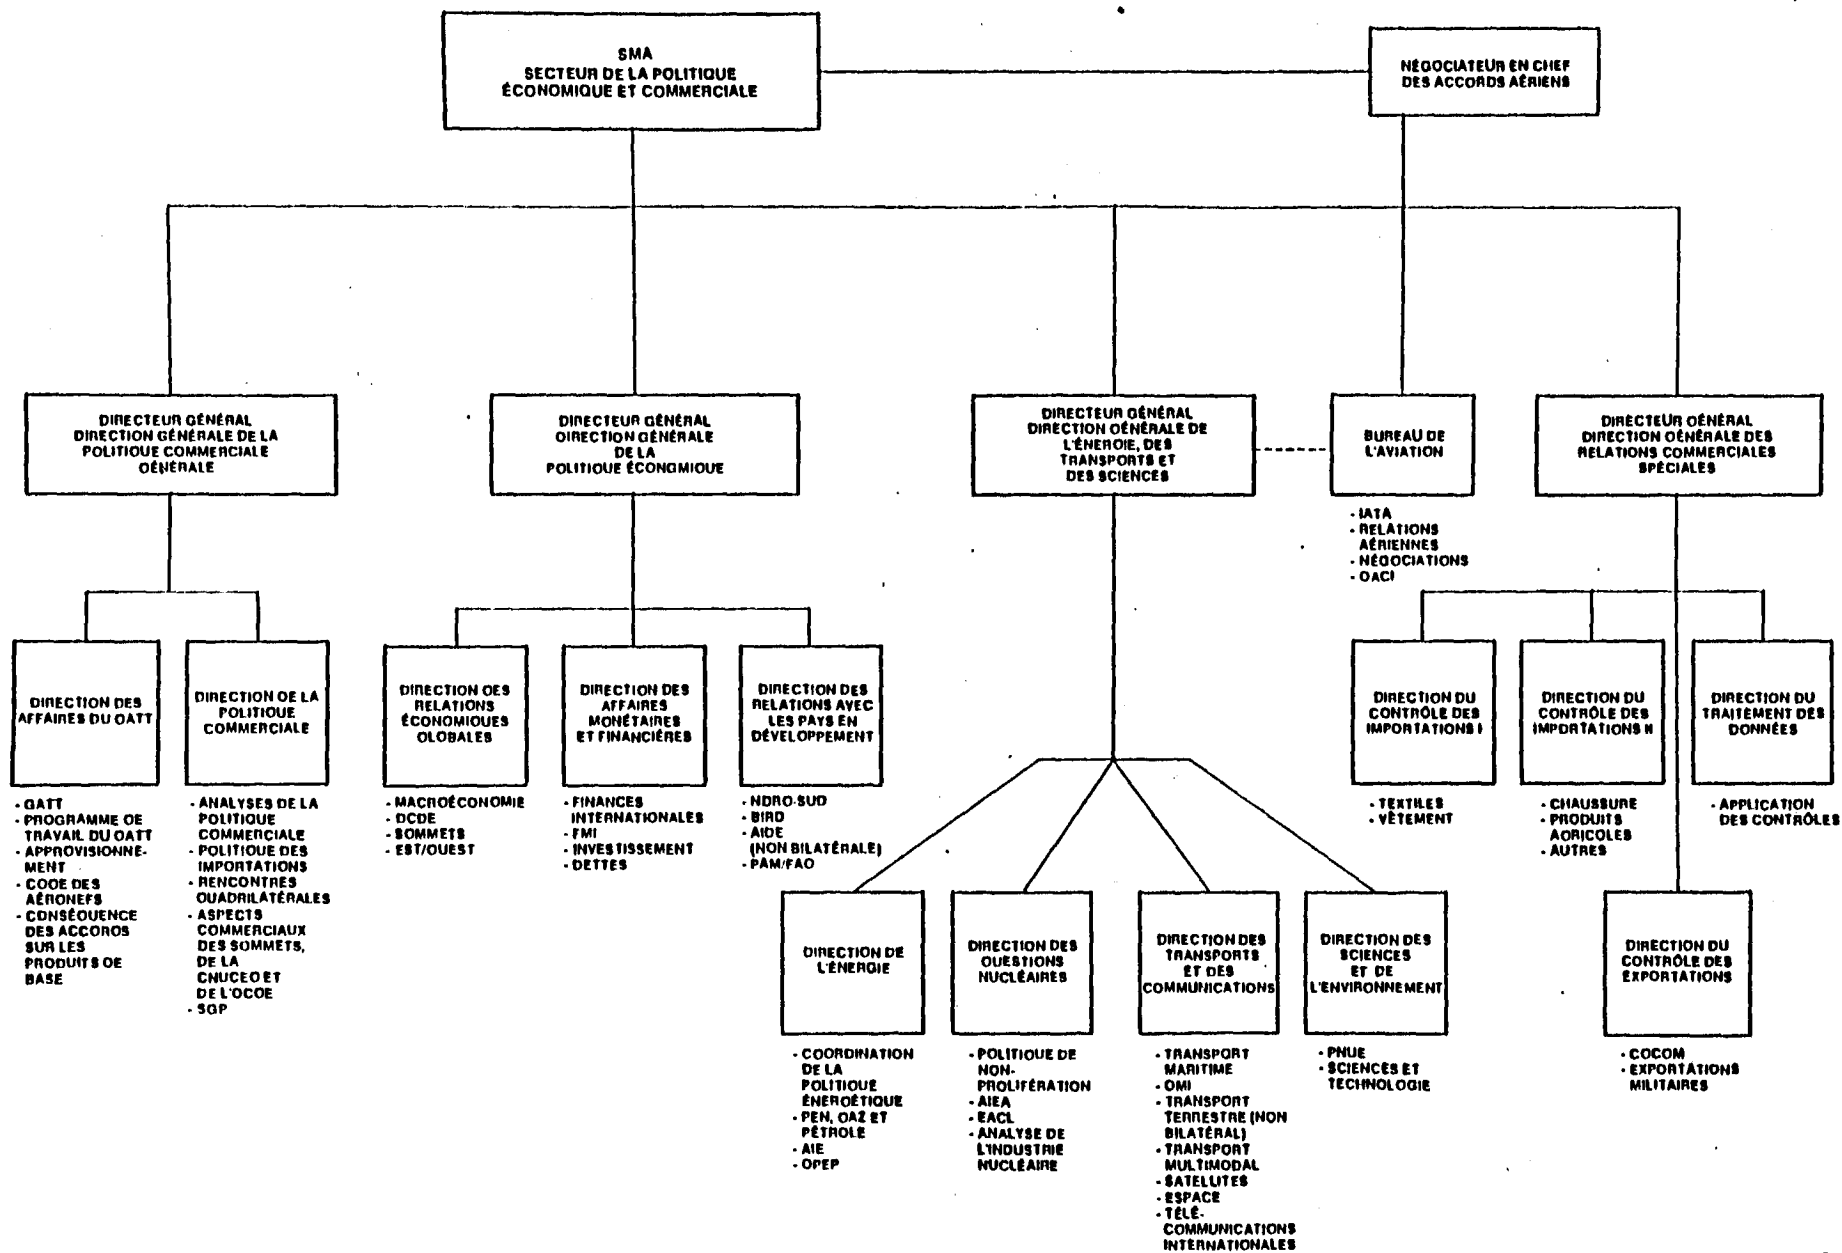 SMA
SECTEUR DE LA POLITIQUE
ÉCONOMIQUE ET COMMERCIALE
NÉGOCIATEUR EN CHEF
DES ACCORDS AÉRIENS
DIRECTEUR GÉNÉRAL
DIRECTION GÉNÉRALE DE LA
POLITIQUE COMMERCIALE
GÉNÉRALE
DIRECTEUR GÉNÉRAL
DIRECTION GÉNÉRALE
DE LA
POLITIQUE ÉCONOMIQUE
DIRECTEUR GÉNÉRAL
DIRECTION GÉNÉRALE DE
L'ÉNERGIE, DES
TRANSPORTS ET
DES SCIENCES
BUREAU DE
L'AVIATION
- IATA
- RELATIONS
AÉRIENNES
- NÉGOCIATIONS
- OACI
DIRECTEUR GÉNÉRAL
DIRECTION GÉNÉRALE DES
RELATIONS COMMERCIALES
SPÉCIALES
DIRECTION DES
AFFAIRES DU GATT
- GATT
- PROGRAMME DE
TRAVAIL DU GATT
- APPROVISIONNE-
MENT
- CODE DES
AÉRONEFS
- CONSÉQUENCE
DES ACCORDS
SUR LES
PRODUITS DE
BASE
DIRECTION DE LA
POLITIQUE
COMMERCIALE
- ANALYSES DE LA
POLITIQUE
COMMERCIALE
- POLITIQUE DES
IMPORTATIONS
- RENCONTRES
QUADRILATÉRALES
- ASPECTS
COMMERCIAUX
DES SOMMETS,
DE LA
CNUCED ET
DE L'OCDE
- SGP
DIRECTION DES
RELATIONS
ÉCONOMIQUES
GLOBALES
- MACROÉCONOMIE
- OCDE
- SOMMETS
- EST/OUEST
DIRECTION DES
AFFAIRES
MONÉTAIRES
ET FINANCIÈRES
- FINANCES
INTERNATIONALES
- FMI
- INVESTISSEMENT
- DETTES
DIRECTION DES
RELATIONS AVEC
LES PAYS EN
DÉVELOPPEMENT
- NORD-SUD
- BIRD
- AIDE
(NON BILATÉRALE)
- PAM/FAO
DIRECTION DU
CONTRÔLE DES
IMPORTATIONS I
- TEXTILES
- VÊTEMENT
DIRECTION DU
CONTRÔLE DES
IMPORTATIONS II
- CHAUSSURE
- PRODUITS
AGRICOLES
- AUTRES
DIRECTION DU
TRAITEMENT DES
DONNÉES
- APPLICATION
DES CONTRÔLES
DIRECTION DE
L'ÉNERGIE
- COORDINATION
DE LA
POLITIQUE
ÉNERGÉTIQUE
- PEN, GAZ ET
PÉTROLE
- AIE
- OPEP
DIRECTION DES
QUESTIONS
NUCLÉAIRES
- POLITIQUE DE
NON-
PROLIFÉRATION
- AIEA
- EACL
- ANALYSE DE
L'INDUSTRIE
NUCLÉAIRE
DIRECTION DES
TRANSPORTS
ET DES
COMMUNICATIONS
- TRANSPORT
MARITIME
- OMI
- TRANSPORT
TERRESTRE (NON
BILATÉRAL)
- TRANSPORT
MULTIMODAL
- SATELLITES
- ESPACE
- TÉLÉ-
COMMUNICATIONS
INTERNATIONALES
DIRECTION DES
SCIENCES
ET DE
L'ENVIRONNEMENT
- PNUE
- SCIENCES ET
TECHNOLOGIE
DIRECTION DU
CONTRÔLE DES
EXPORTATIONS
- COCOM
- EXPORTATIONS
MILITAIRES